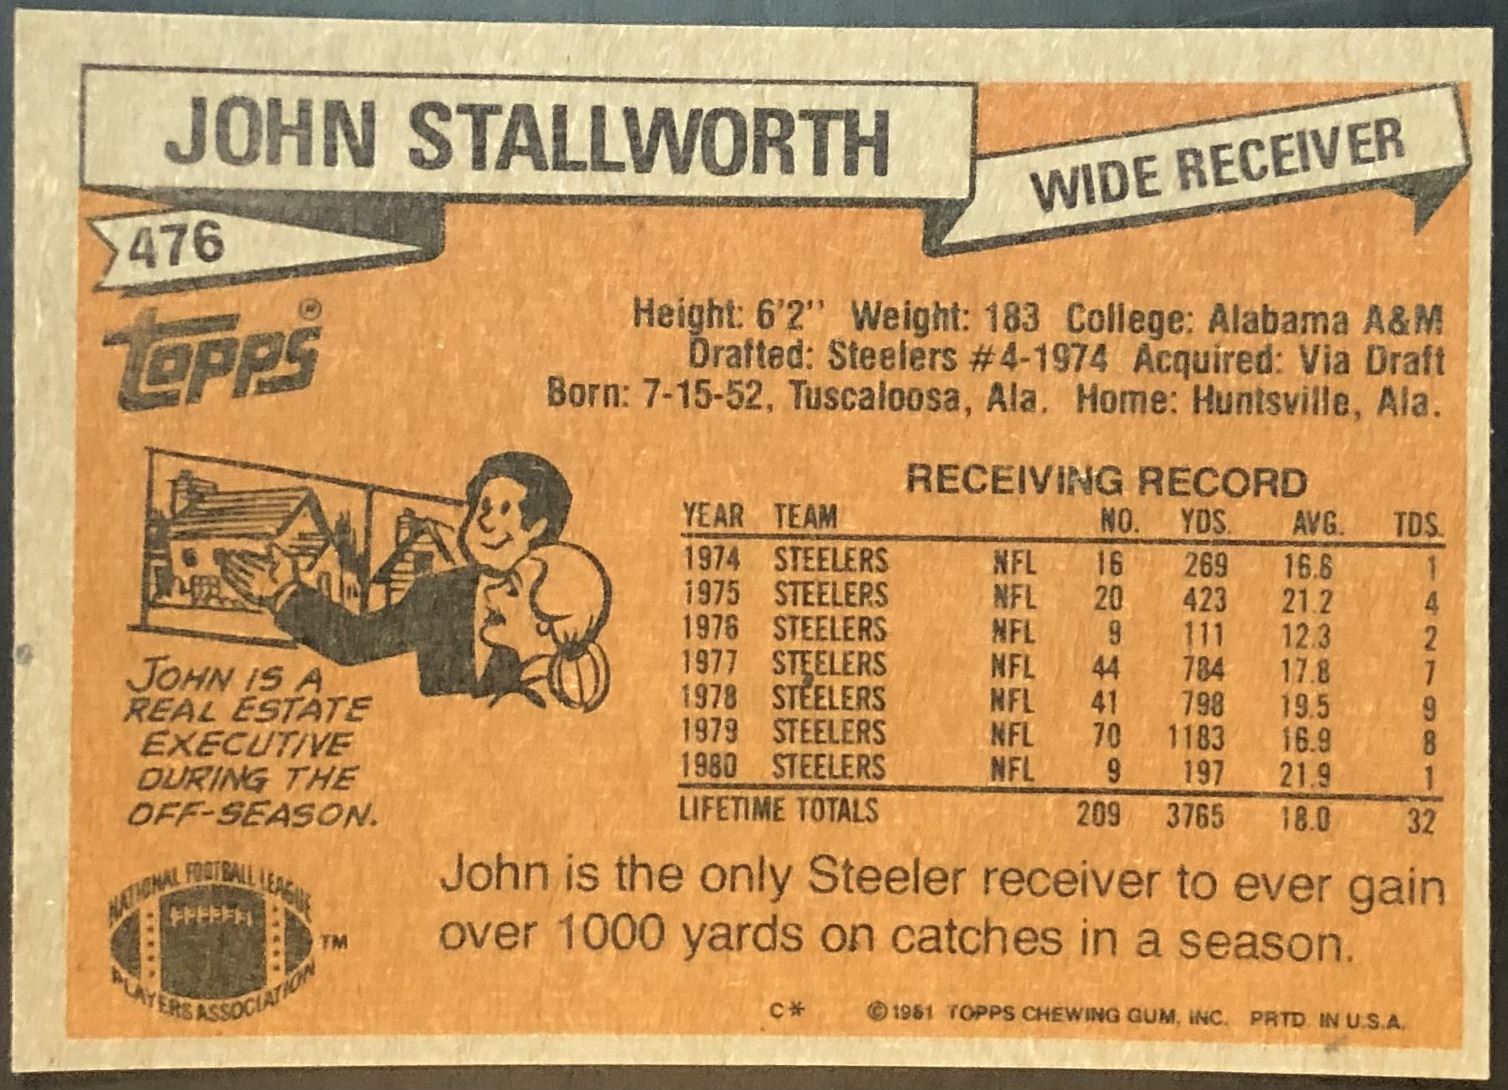 JOHN STALLWORTH
WIDE RECEIVER
476
Topps®
Height: 6'2" Weight: 183 College: Alabama A&M
Drafted: Steelers #4-1974 Acquired: Via Draft
Born: 7-15-52, Tuscaloosa, Ala. Home: Huntsville, Ala.
JOHN IS A
REAL ESTATE
EXECUTIVE
DURING THE
OFF-SEASON.
RECEIVING RECORD
YEAR TEAM NO. YDS. AVG. TDS.
1974 STEELERS NFL 16 269 16.8 1
1975 STEELERS NFL 20 423 21.2 4
1976 STEELERS NFL 9 111 12.3 2
1977 STEELERS NFL 44 784 17.8 7
1978 STEELERS NFL 41 798 19.5 9
1979 STEELERS NFL 70 1183 16.9 8
1980 STEELERS NFL 9 197 21.9 1
LIFETIME TOTALS 209 3765 18.0 32
NATIONAL FOOTBALL LEAGUE
PLAYERS ASSOCIATION
TM
John is the only Steeler receiver to ever gain
over 1000 yards on catches in a season.
C* ©1981 TOPPS CHEWING GUM, INC. PRTD IN U.S.A.